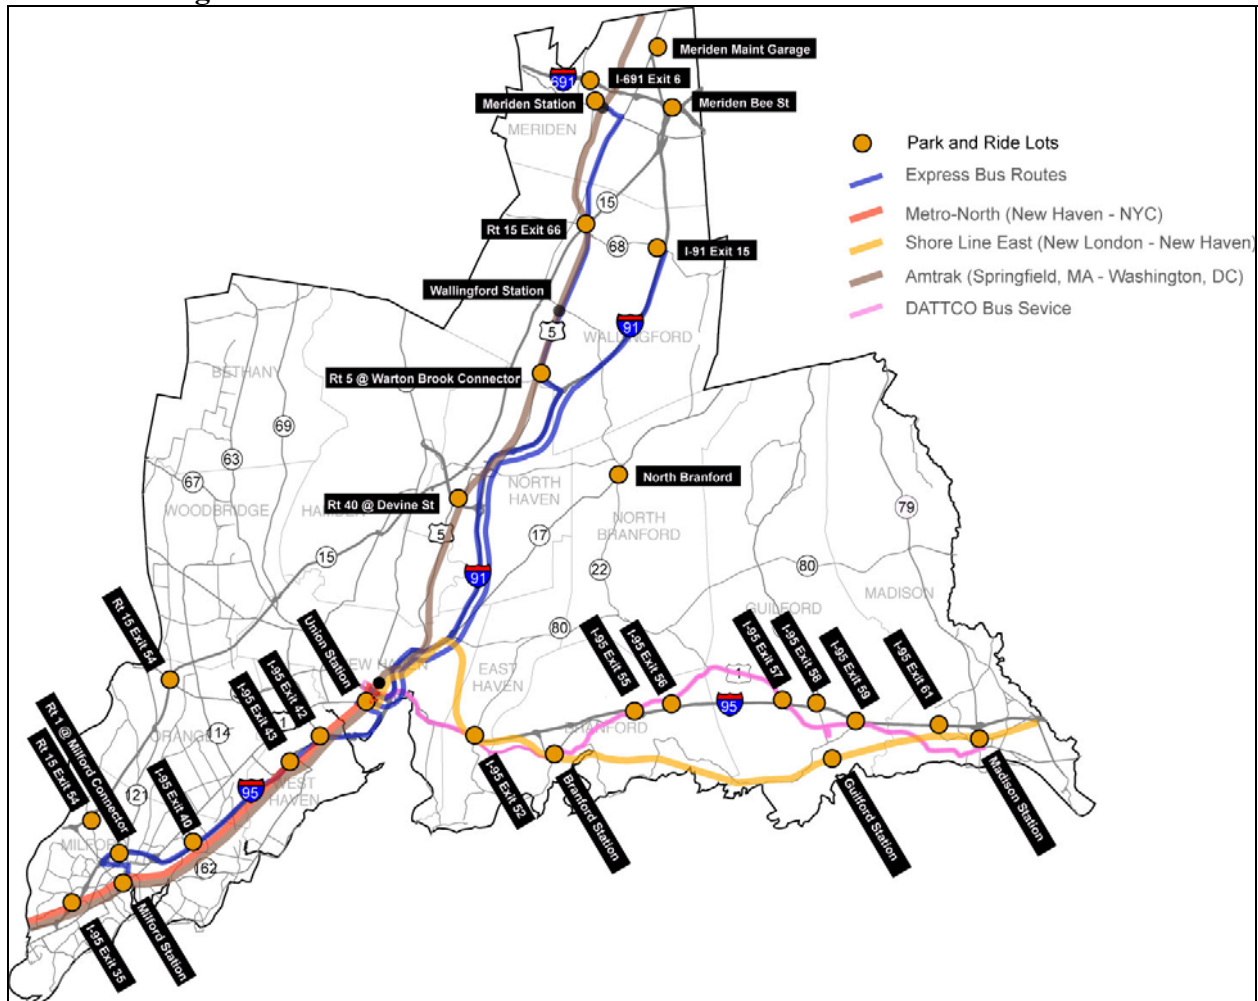 Meriden Maint Garage
691
I-691 Exit 6
Meriden Station
Meriden Bee St
MERIDEN
Park and Ride Lots
Express Bus Routes
Metro-North (New Haven - NYC)
Shore Line East (New London - New Haven)
Amtrak (Springfield, MA - Washington, DC)
DATTCO Bus Sevice
15
Rt 15 Exit 66
68
I-91 Exit 15
Wallingford Station
5
91
WALLINGFORD
BETHANY
Rt 5 @ Warton Brook Connector
69
63
67
North Branford
NORTH
HAVEN
WOODBRIDGE
Rt 40 @ Devine St
5
17
NORTH
BRANFORD
79
15
91
22
80
MADISON
GUILFORD
80
Rt 15 Exit 54
Union Station
I-95 Exit 42
I-95 Exit 43
EAST
HAVEN
I-95 Exit 55
I-95 Exit 56
I-95 Exit 57
I-95 Exit 58
I-95 Exit 59
I-95 Exit 61
1
95
1
114
BRANFORD
Rt 1 @ Milford Connector
Rt 15 Exit 54
I-95 Exit 40
121
95
WEST
HAVEN
I-95 Exit 52
Branford Station
Guilford Station
Madison Station
162
I-95 Exit 35
Milford Station